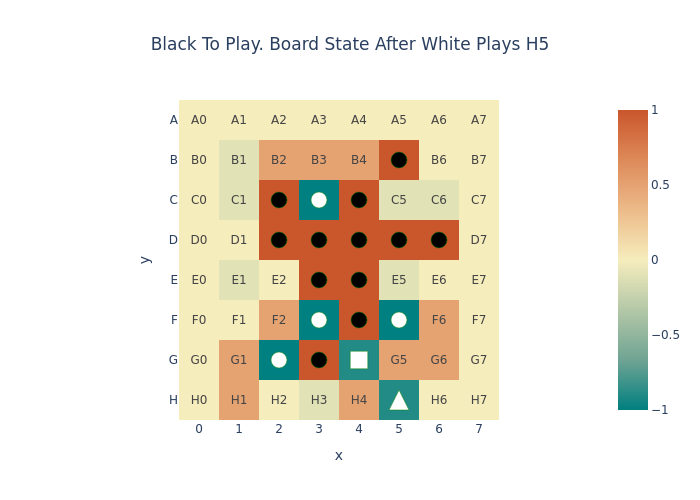 Black To Play. Board State After White Plays H5
A A0 A1 A2 A3 A4 A5 A6 A7
B B0 B1 B2 B3 B4 B6 B7
C C0 C1 C5 C6 C7
D D0 D1 D7
E E0 E1 E2 E5 E6 E7
F F0 F1 F2 F6 F7
G G0 G1 G5 G6 G7
H H0 H1 H2 H3 H4 H6 H7
0 1 2 3 4 5 6 7
x
y
1
0.5
0
−0.5
−1